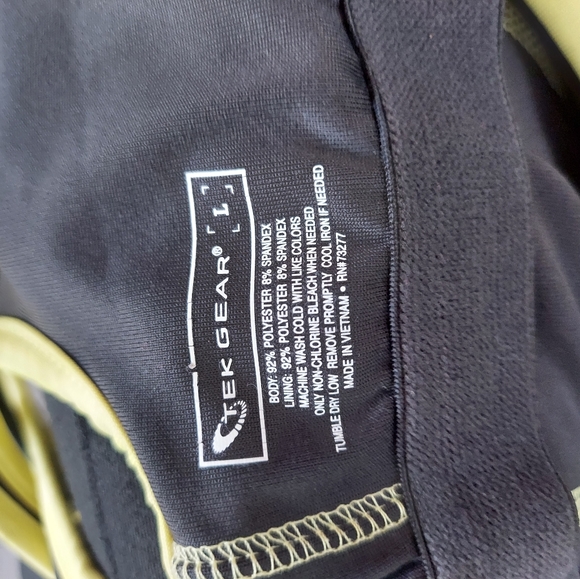 TEK GEAR® L
BODY: 92% POLYESTER 8% SPANDEX
LINING: 92% POLYESTER 8% SPANDEX
MACHINE WASH COLD WITH LIKE COLORS
ONLY NON-CHLORINE BLEACH WHEN NEEDED
TUMBLE DRY LOW REMOVE PROMPTLY COOL IRON IF NEEDED
MADE IN VIETNAM • RN#73277